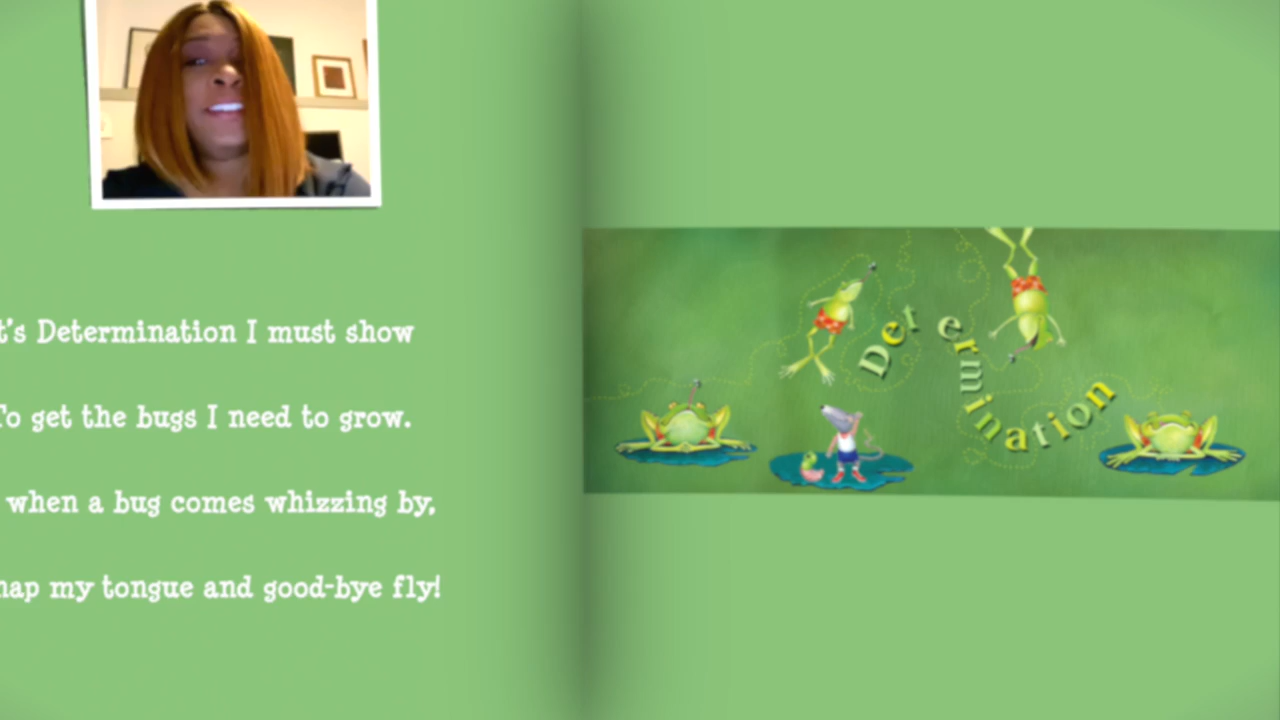 t's Determination I must show
To get the bugs I need to grow.
when a bug comes whizzing by,
nap my tongue and good-bye fly!
Determination